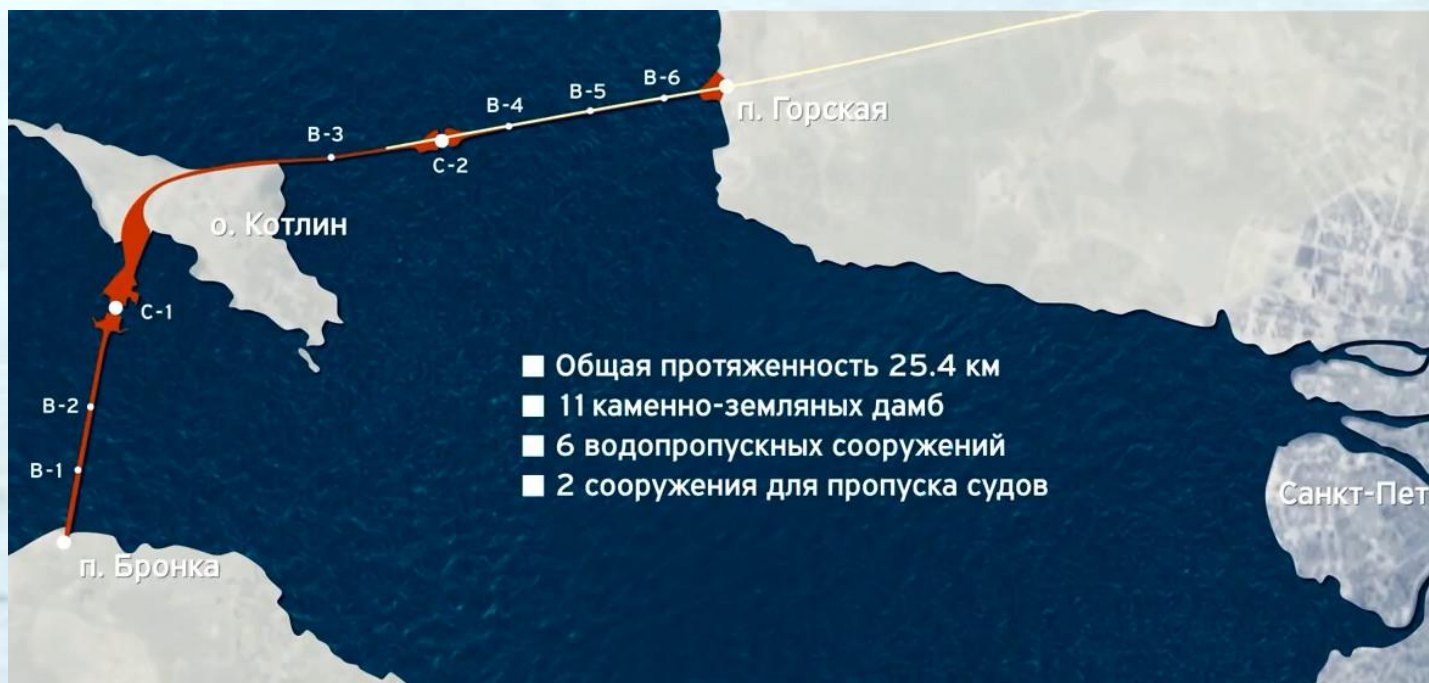 В-6
В-5
В-4
п. Горская
В-3
С-2
о. Котлин
С-1
■ Общая протяженность 25.4 км
В-2
■ 11 каменно-земляных дамб
■ 6 водопропускных сооружений
В-1
■ 2 сооружения для пропуска судов
Санкт-Пет
п. Бронка